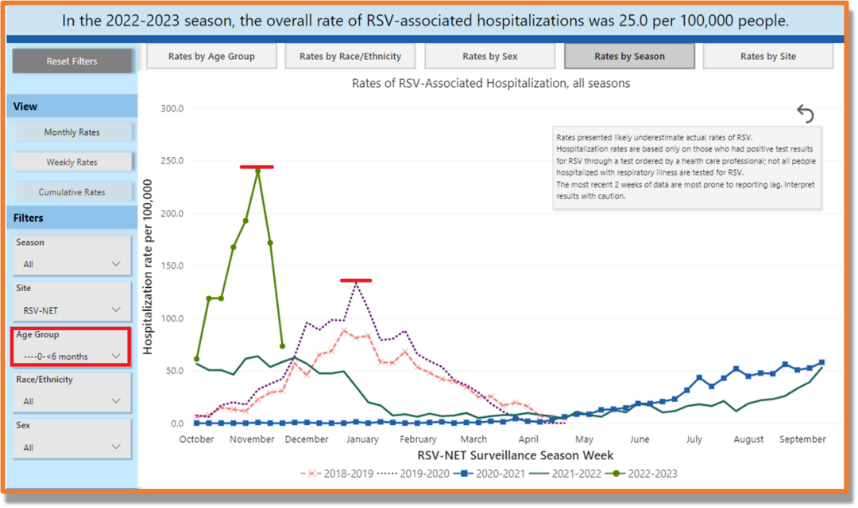 In the 2022-2023 season, the overall rate of RSV-associated hospitalizations was 25.0 per 100,000 people.
Reset Filters
Rates by Age Group
Rates by Race/Ethnicity
Rates by Sex
Rates by Season
Rates by Site
View
Monthly Rates
Weekly Rates
Cumulative Rates
Filters
Season
All
Site
RSV-NET
Age Group
----0-<6 months
Race/Ethnicity
All
Sex
All
Rates of RSV-Associated Hospitalization, all seasons
Rates presented likely underestimate actual rates of RSV.
Hospitalization rates are based only on those who had positive test results
for RSV through a test ordered by a health care professional; not all people
hospitalized with respiratory illness are tested for RSV.
The most recent 2 weeks of data are most prone to reporting lag. Interpret
results with caution.
Hospitalization rate per 100,000
300.0
250.0
200.0
150.0
100.0
50.0
0.0
October November December January February March April May June July August September
RSV-NET Surveillance Season Week
2018-2019 2019-2020 2020-2021 2021-2022 2022-2023